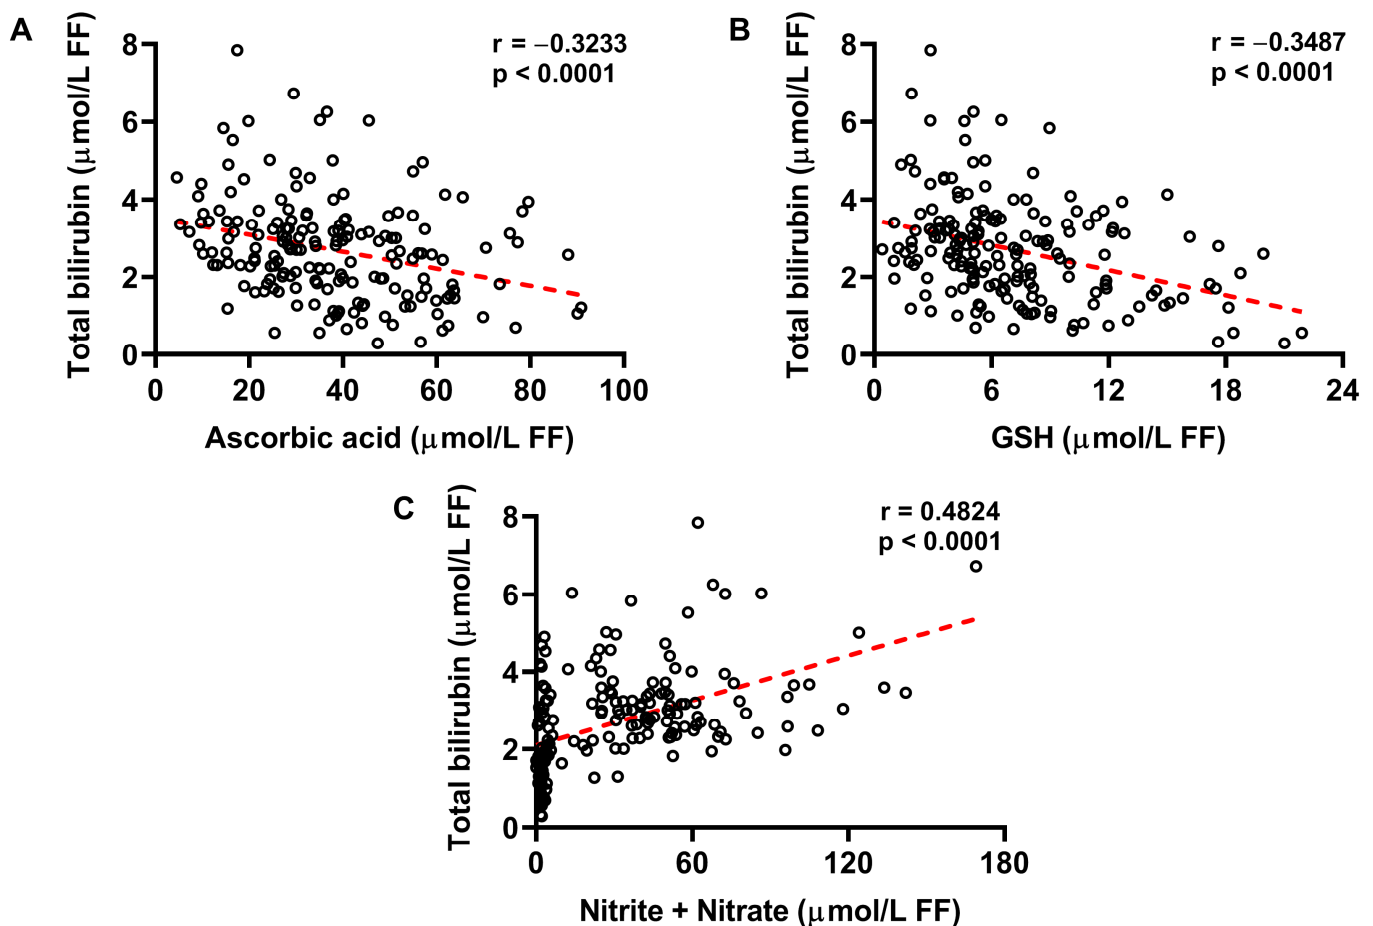 A
Total bilirubin (μmol/L FF)
r = −0.3233
p < 0.0001
8
6
4
2
0
0 20 40 60 80 100
Ascorbic acid (μmol/L FF)
B
Total bilirubin (μmol/L FF)
r = −0.3487
p < 0.0001
8
6
4
2
0
0 6 12 18 24
GSH (μmol/L FF)
C
Total bilirubin (μmol/L FF)
r = 0.4824
p < 0.0001
8
6
4
2
0
0 60 120 180
Nitrite + Nitrate (μmol/L FF)